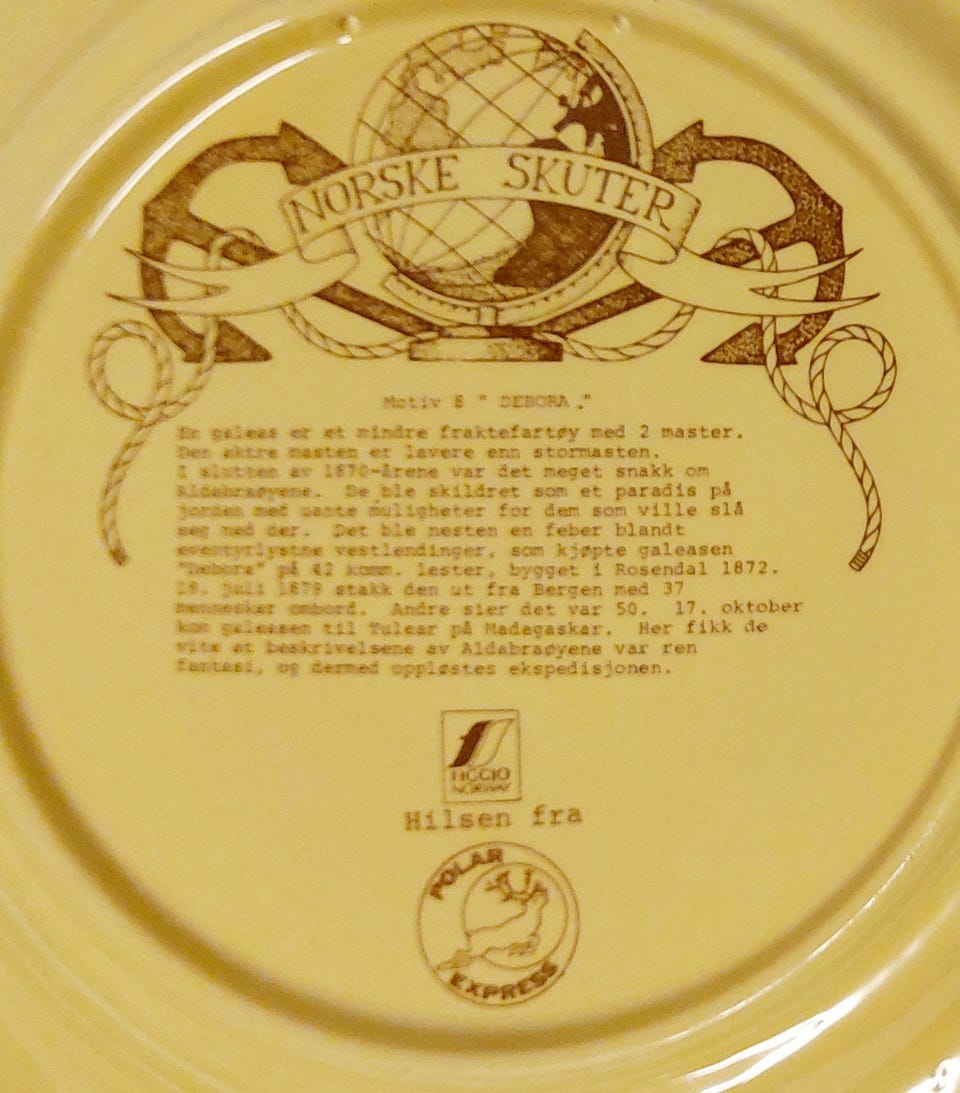 NORSKE SKUTER
Motiv 8 " DEBORA ."
En galeas er et mindre fraktefartøy med 2 master.
Den aktre masten er lavere enn stormasten.
I slutten av 1870-årene var det meget snakk om
Aldabraøyene. De ble skildret som et paradis på
jorden med uante muligheter for dem som ville slå
seg ned der. Det ble nesten en feber blandt
eventyrlystne vestlendinger, som kjøpte galeasen
"Debora" på 42 komm. lester, bygget i Rosendal 1872.
juli 1879 stakk den ut fra Bergen med 37
mennesker ombord. Andre sier det var 50. 17. oktober
kom galeasen til Tulear på Madagaskar. Her fikk de
vite at beskrivelsene av Aldabraøyene var ren
fantasi, og dermed oppløstes ekspedisjonen.
FIGGJO
NORWAY
Hilsen fra
POLAR
EXPRESS